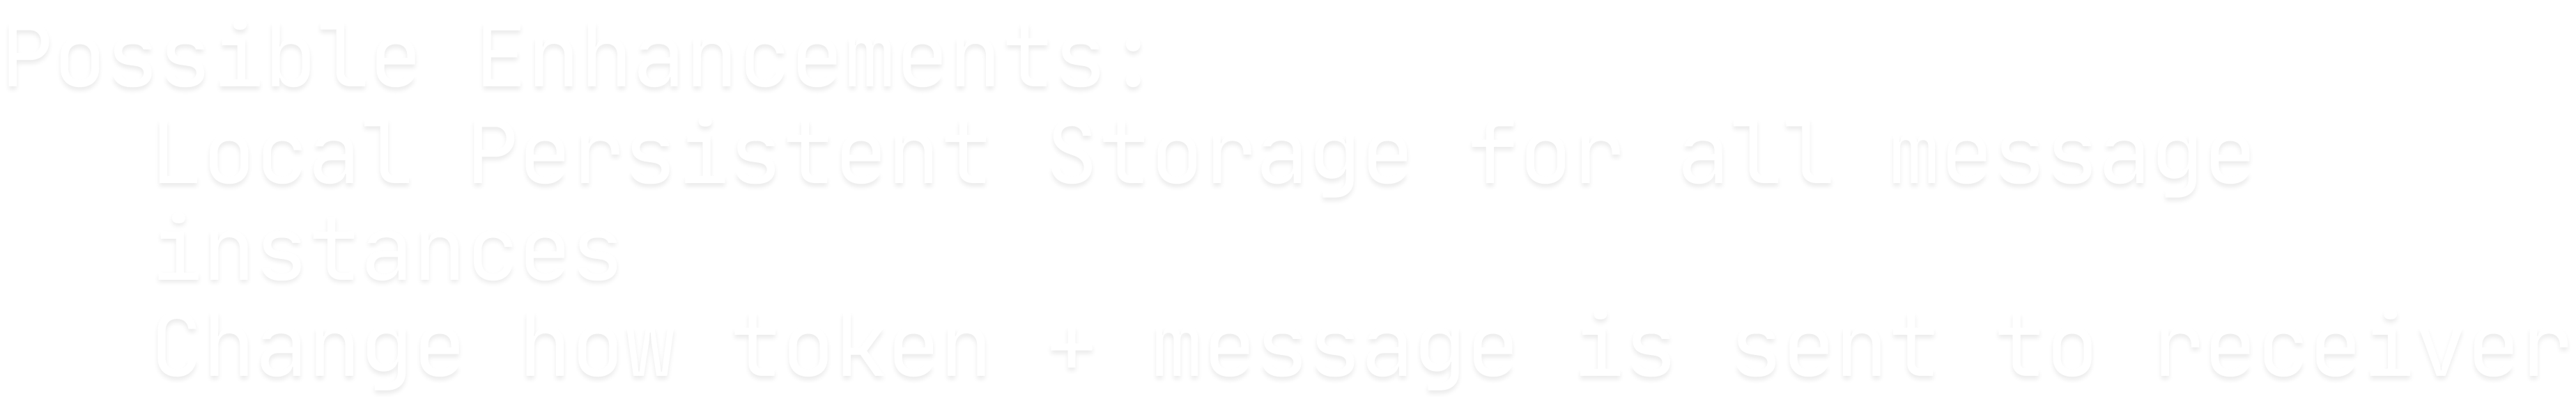 Possible Enhancements:
Local Persistent Storage for all message
instances
Change how token + message is sent to receiver